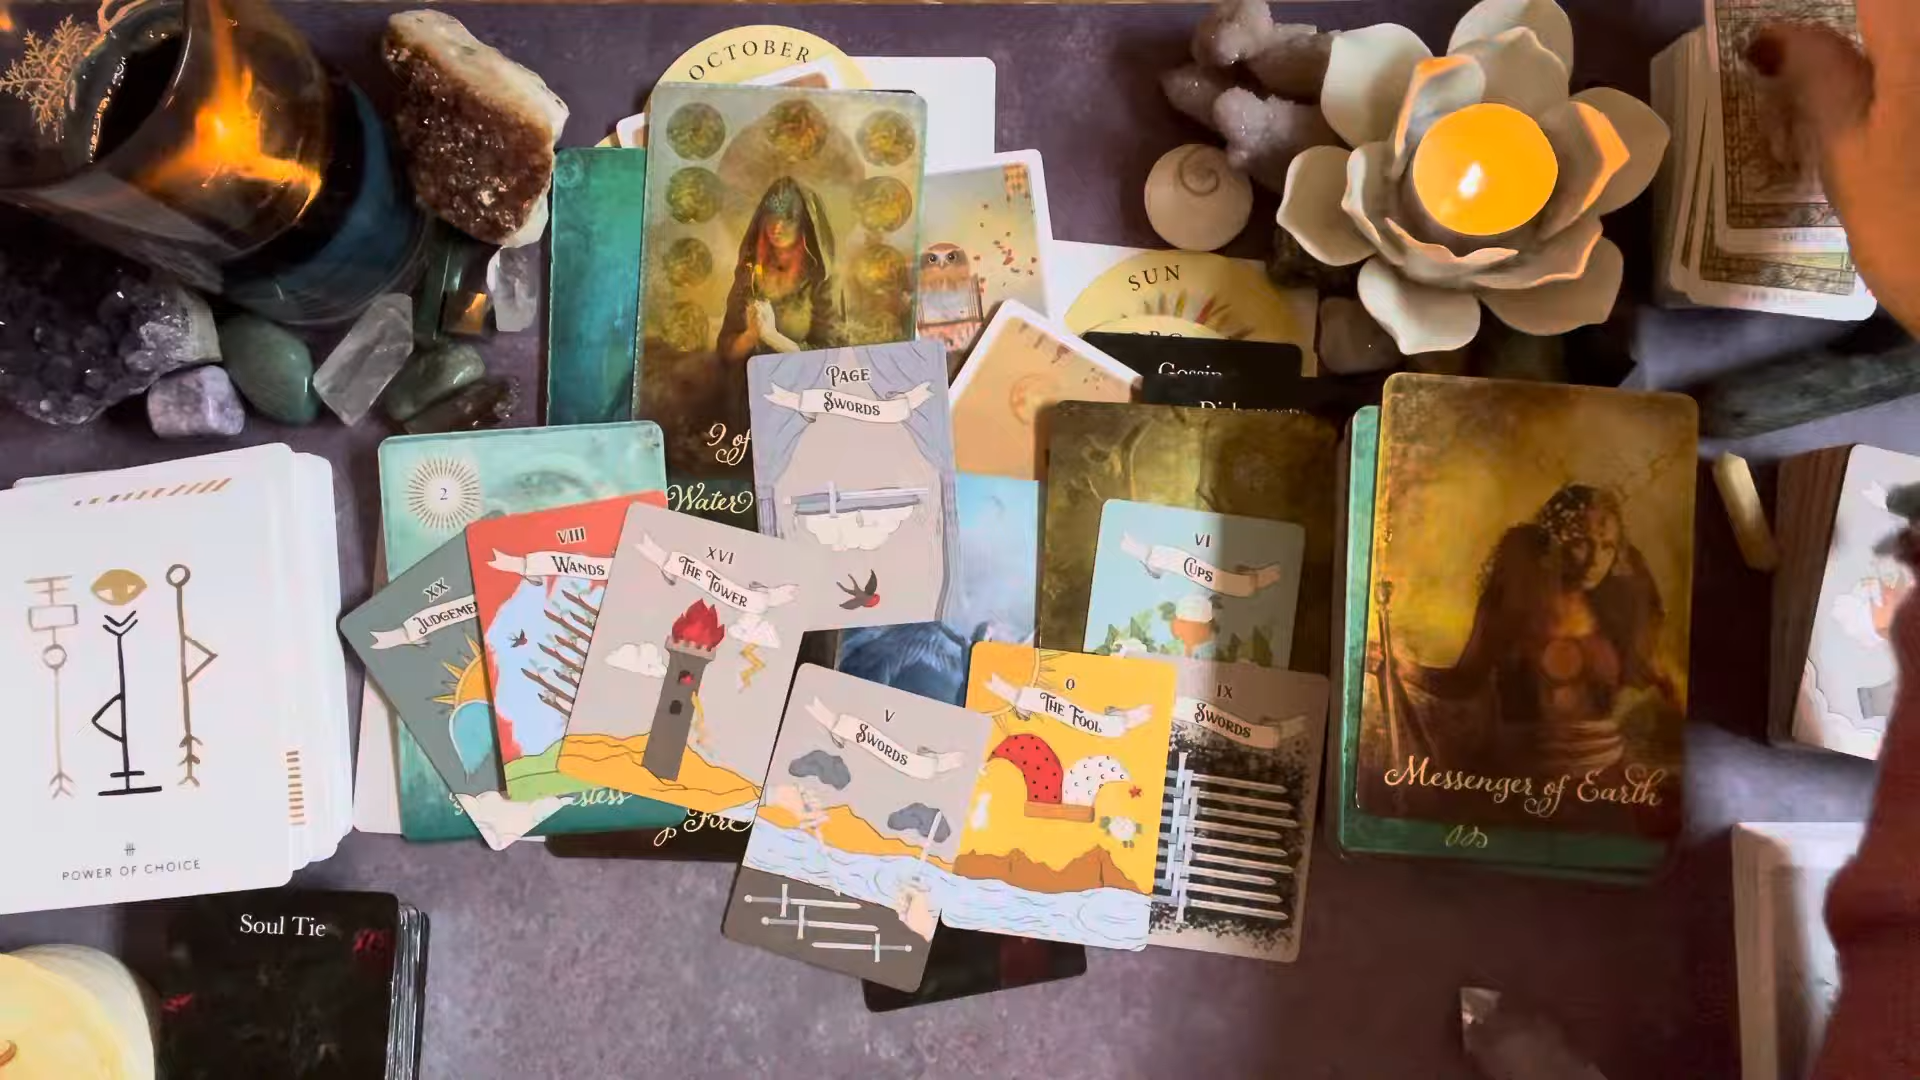 OCTOBER
SUN
Gossip
9 of
Water
PAGE
SWORDS
2
VIII
WANDS
XX
JUDGEMEN
XVI
THE TOWER
VI
CUPS
0
THE FOOL
IX
SWORDS
V
SWORDS
Fire
Messenger of Earth
POWER OF CHOICE
Soul Tie